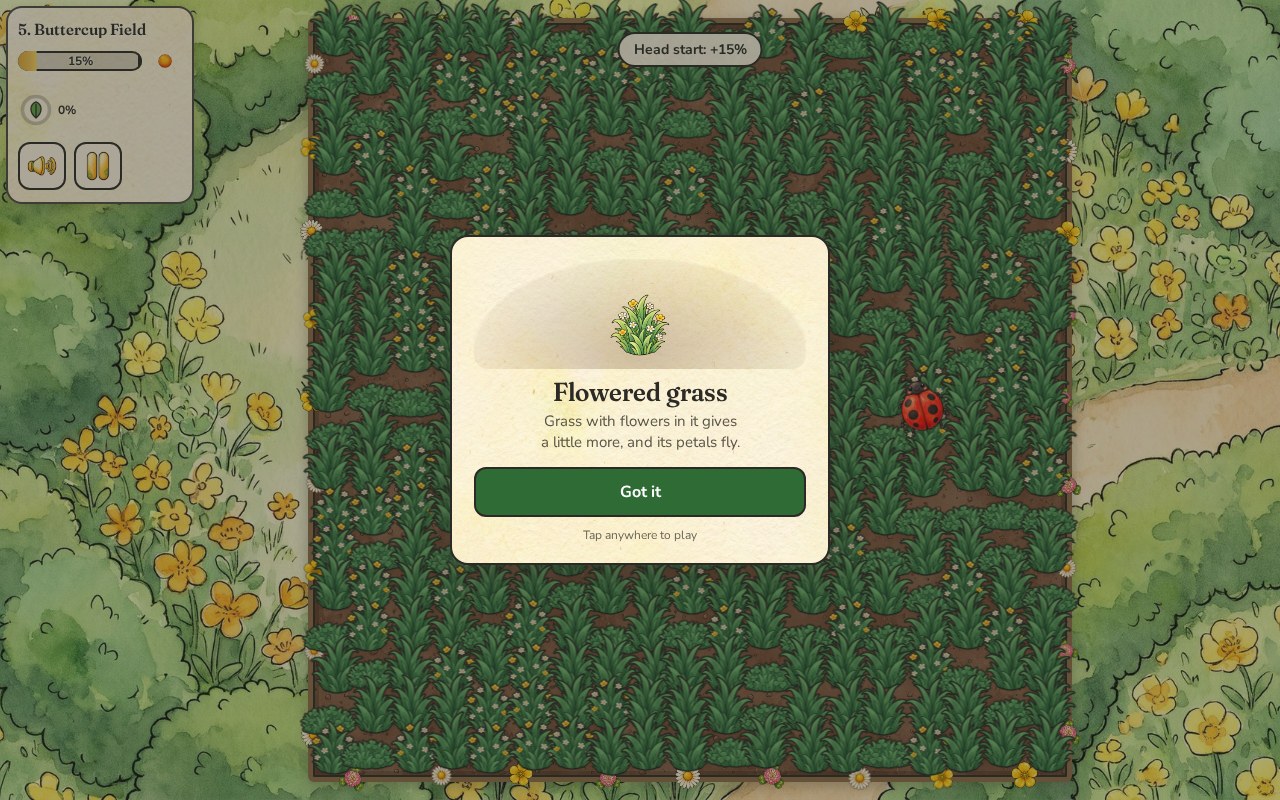 5. Buttercup Field
15%
0%
Head start: +15%
Flowered grass
Grass with flowers in it gives
a little more, and its petals fly.
Got it
Tap anywhere to play